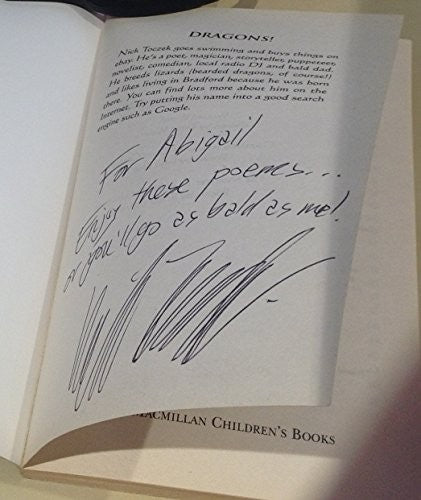 DRAGONS!
Nick Toczek goes swimming and buys things on
ebay. He's a poet, magician, storyteller, puppeteer,
novelist, comedian, local radio DJ and bald dad.
He breeds lizards (bearded dragons, of course!)
and likes living in Bradford because he was born
there. You can find lots more about him on the
Internet. Try putting his name into a good search
engine such as Google.
For Abigail
Enjoy these poems...
or you'll go as bald as me!
MACMILLAN CHILDREN'S BOOKS